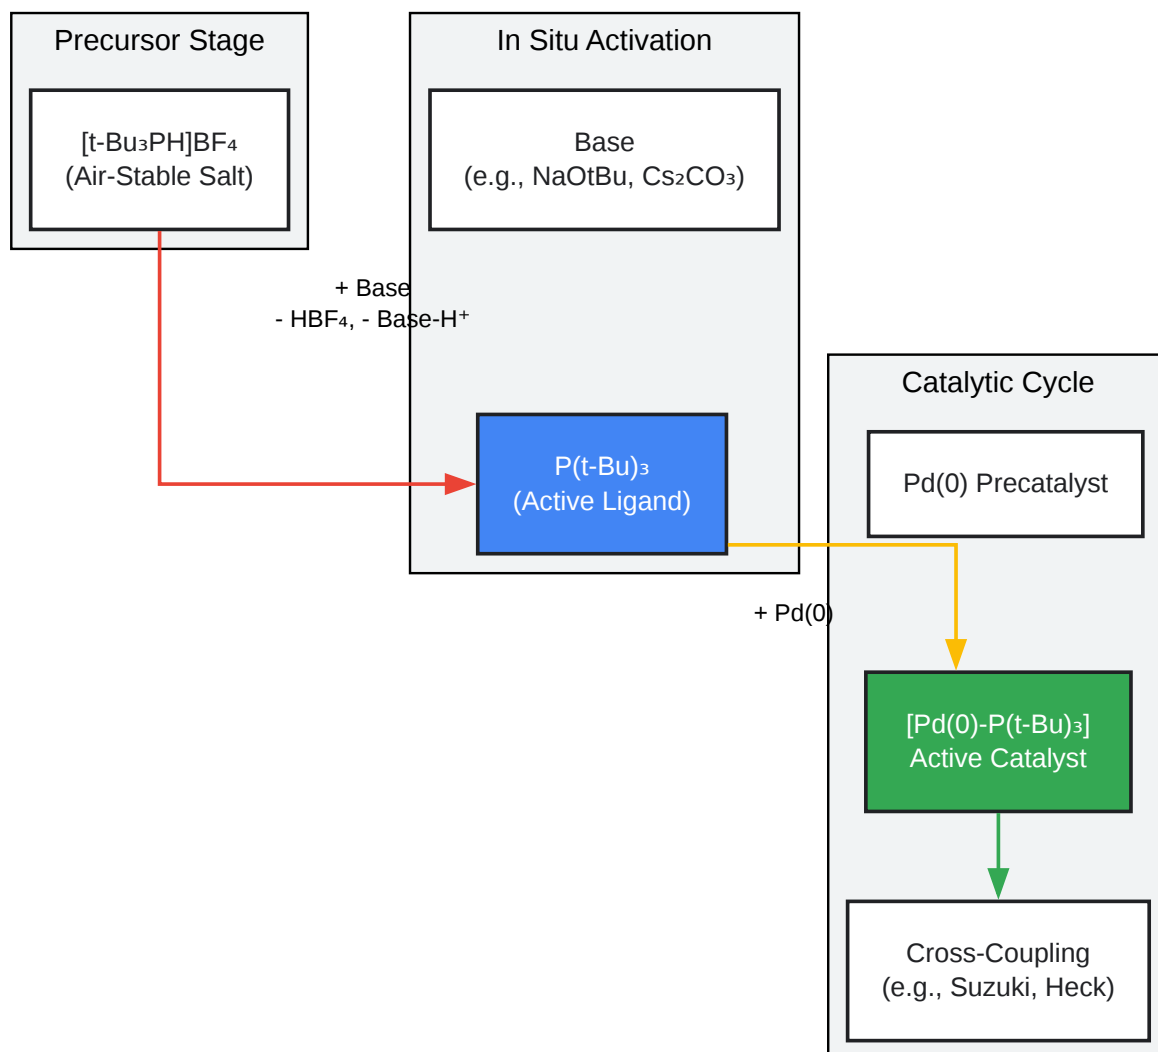 Precursor Stage
[t-Bu₃PH]BF₄
(Air-Stable Salt)
In Situ Activation
Base
(e.g., NaOtBu, Cs₂CO₃)
+ Base
- HBF₄, - Base-H⁺
P(t-Bu)₃
(Active Ligand)
+ Pd(0)
Catalytic Cycle
Pd(0) Precatalyst
[Pd(0)-P(t-Bu)₃]
Active Catalyst
Cross-Coupling
(e.g., Suzuki, Heck)